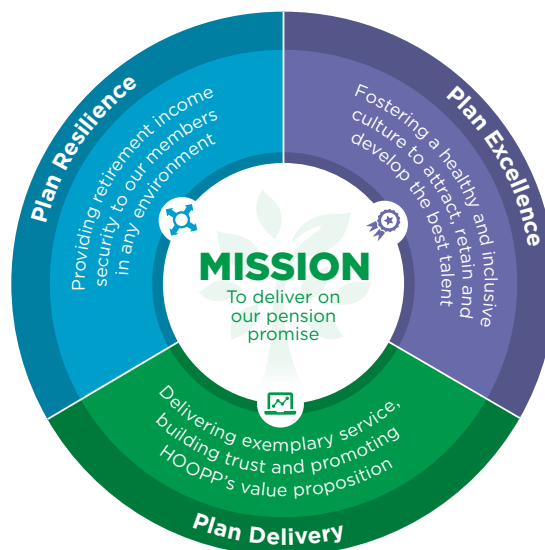 MISSION
To deliver on
our pension
promise
Plan Resilience
Providing retirement income
security to our members
in any environment
Plan Excellence
Fostering a healthy and inclusive
culture to attract, retain and
develop the best talent
Delivering exemplary service,
building trust and promoting
HOOPP's value proposition
Plan Delivery